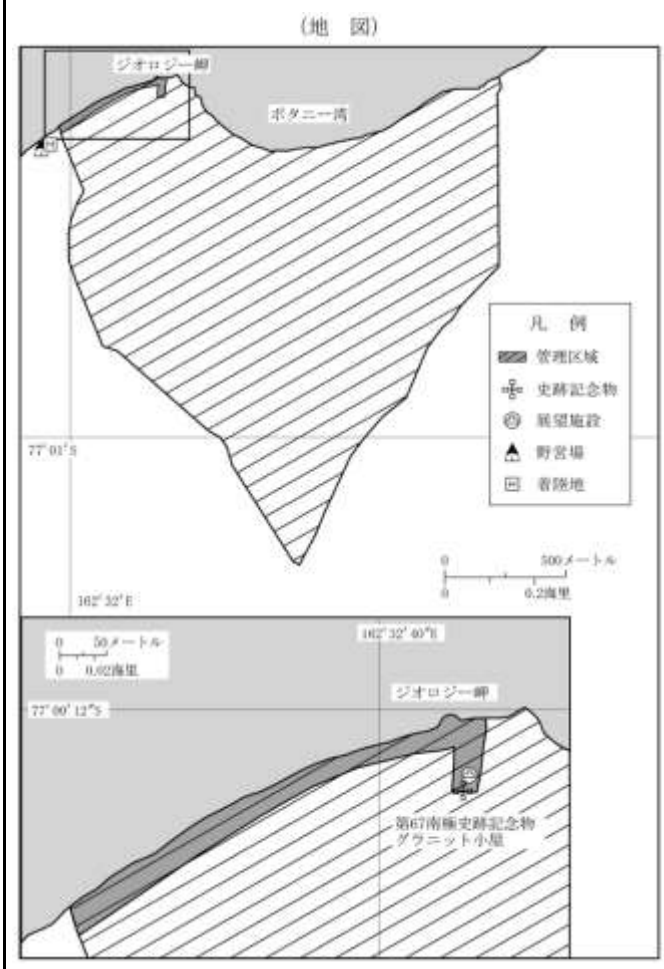 (地 図)
ジオロジー岬
ボタニー湾
凡 例
管理区域
史跡記念物
展望施設
野営場
着陸地
77°01′S
162°32′E
0 500メートル
0 0.2海里
0 50メートル
0 0.02海里
162°32′40″E
77°00′12″S
ジオロジー岬
第67南極史跡記念物
グラニット小屋